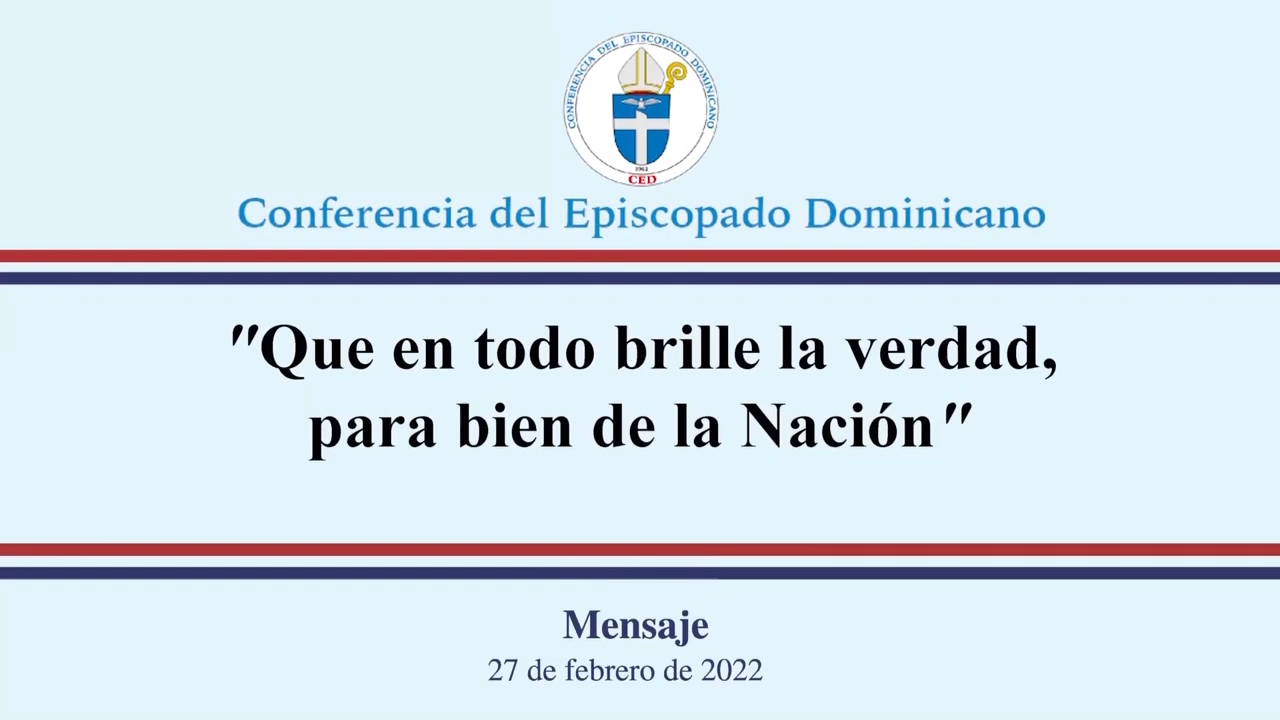 CONFERENCIA DEL EPISCOPADO DOMINICANO
1962
CED
Conferencia del Episcopado Dominicano
"Que en todo brille la verdad,
para bien de la Nación"
Mensaje
27 de febrero de 2022